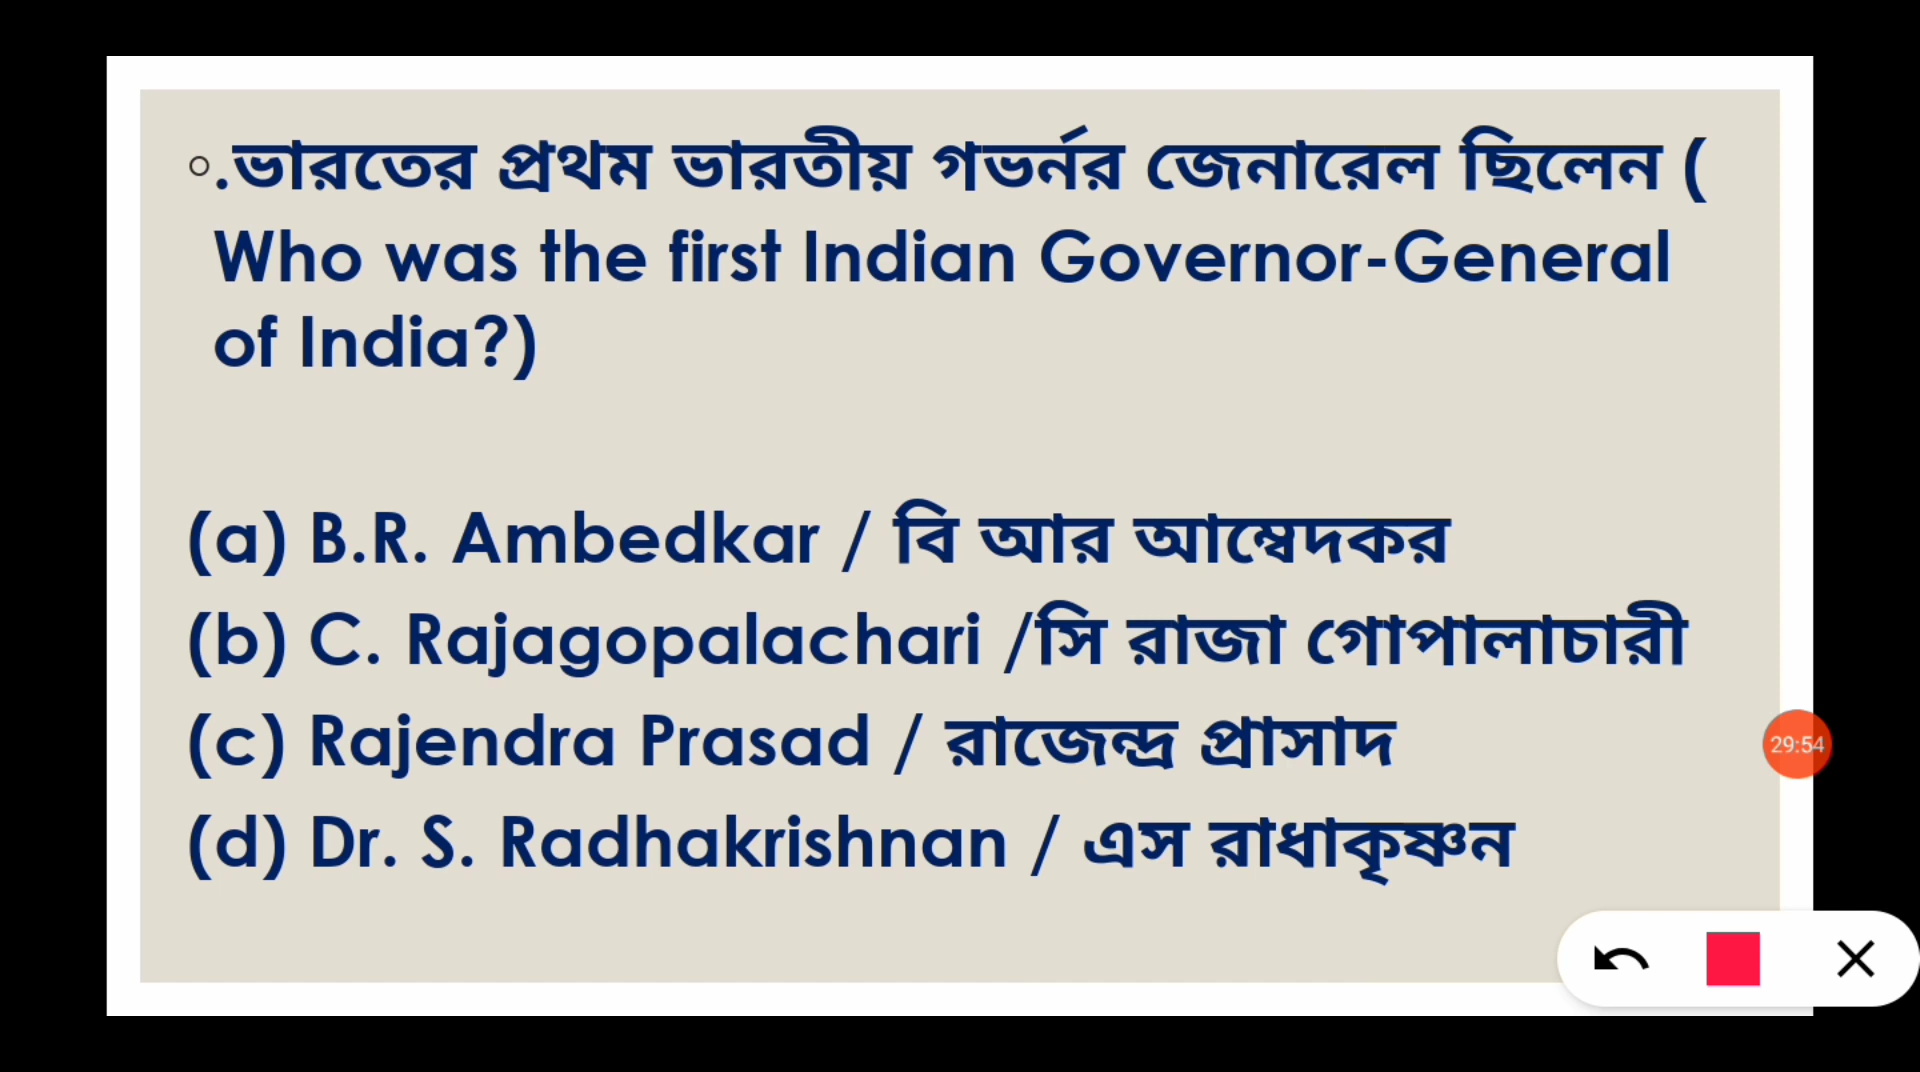 ◦.ভারতের প্রথম ভারতীয় গভর্নর জেনারেল ছিলেন (
Who was the first Indian Governor-General
of India?)
(a) B.R. Ambedkar / বি আর আম্বেদকর
(b) C. Rajagopalachari /সি রাজা গোপালাচারী
(c) Rajendra Prasad / রাজেন্দ্র প্রাসাদ
(d) Dr. S. Radhakrishnan / এস রাধাকৃষ্ণন
29:54